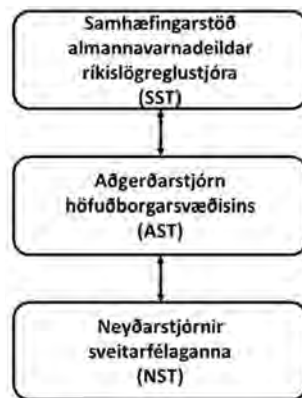 Samhæfingarstöð
almannavarnadeildar
ríkislögreglustjóra
(SST)
Aðgerðarstjórn
höfuðborgarsvæðisins
(AST)
Neyðarstjórnir
sveitarfélaganna
(NST)